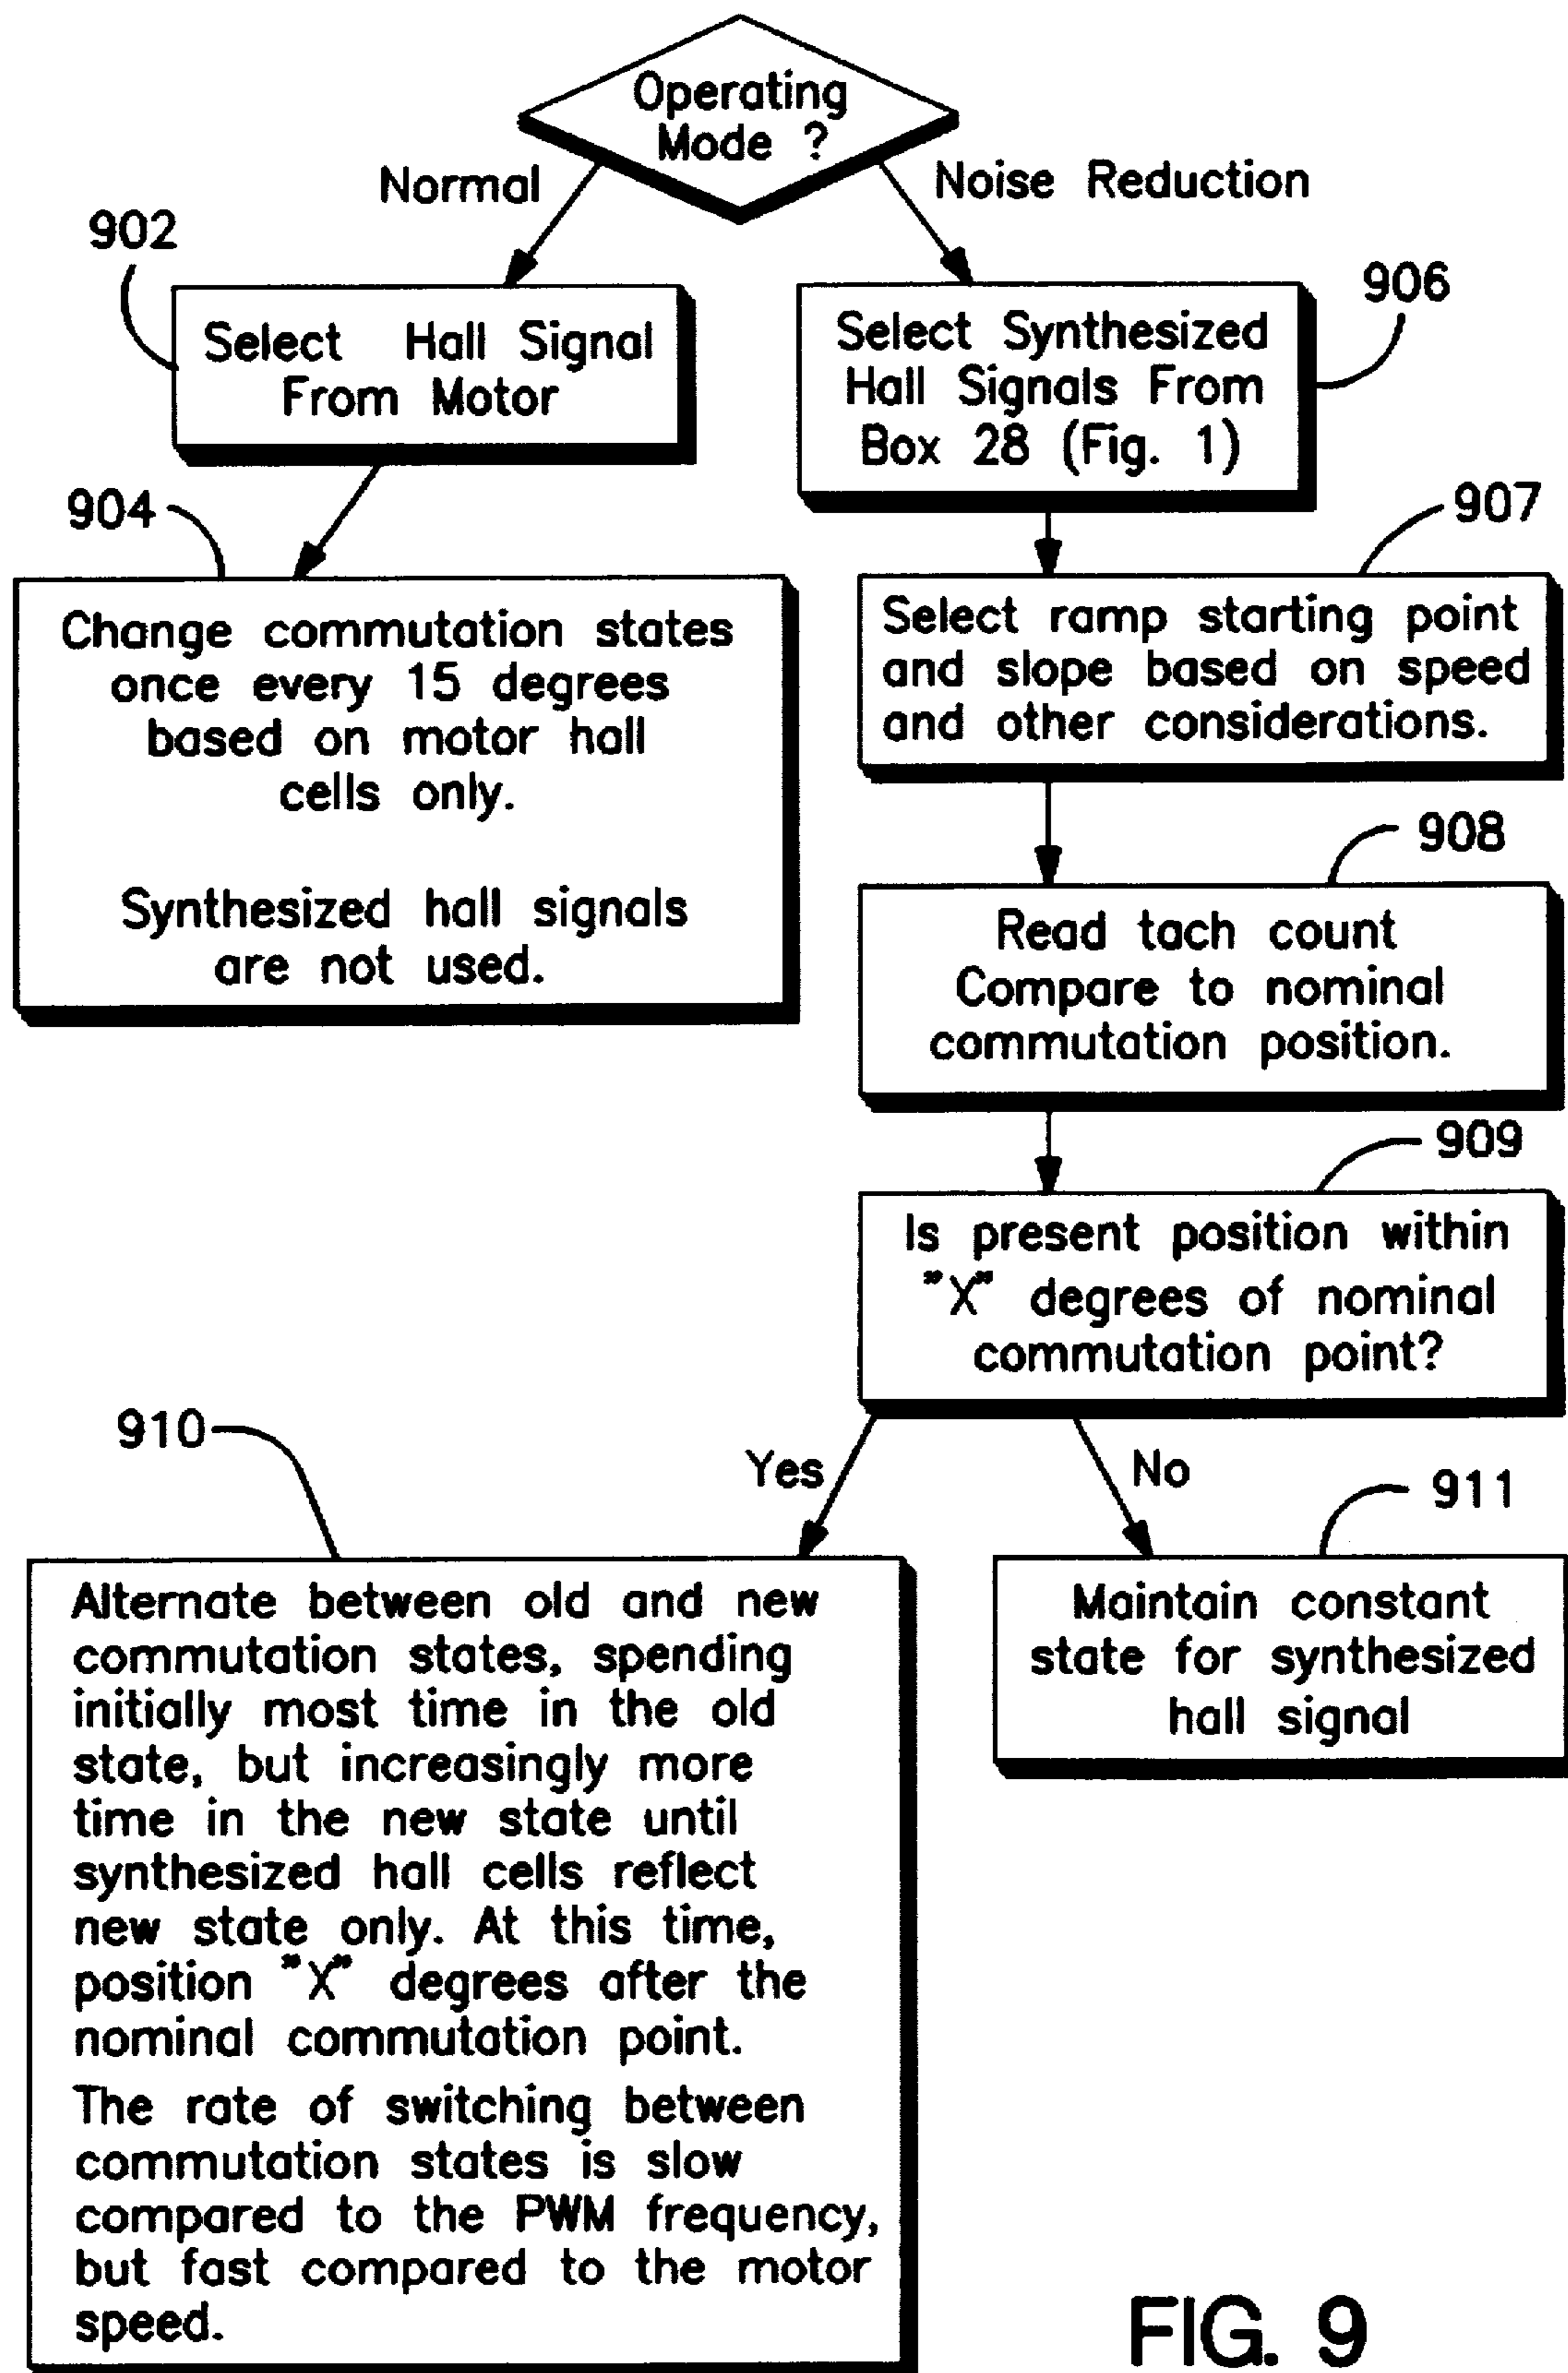 Operating
Mode ?
Normal
Noise Reduction
902
Select Hall Signal
From Motor
906
Select Synthesized
Hall Signals From
Box 28 (Fig. 1)
904
Change commutation states
once every 15 degrees
based on motor hall
cells only.
Synthesized hall signals
are not used.
907
Select ramp starting point
and slope based on speed
and other considerations.
908
Read tach count
Compare to nominal
commutation position.
909
Is present position within
"X" degrees of nominal
commutation point?
Yes
No
910
Alternate between old and new
commutation states, spending
initially most time in the old
state, but increasingly more
time in the new state until
synthesized hall cells reflect
new state only. At this time,
position "X" degrees after the
nominal commutation point.
The rate of switching between
commutation states is slow
compared to the PWM frequency,
but fast compared to the motor
speed.
911
Maintain constant
state for synthesized
hall signal
FIG. 9